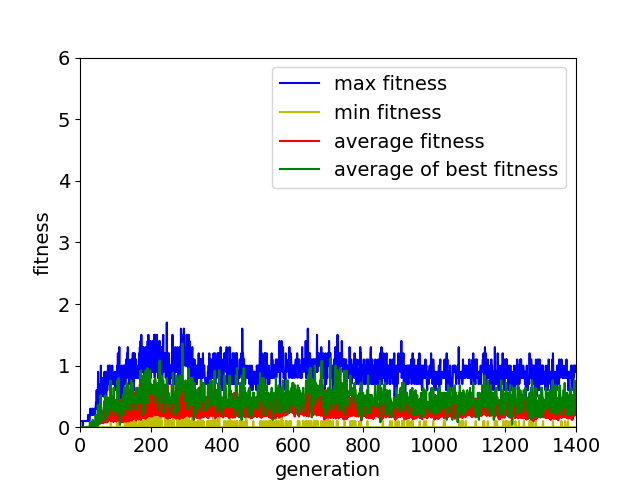 6
5
4
3
2
1
0
fitness
max fitness
min fitness
average fitness
average of best fitness
0 200 400 600 800 1000 1200 1400
generation